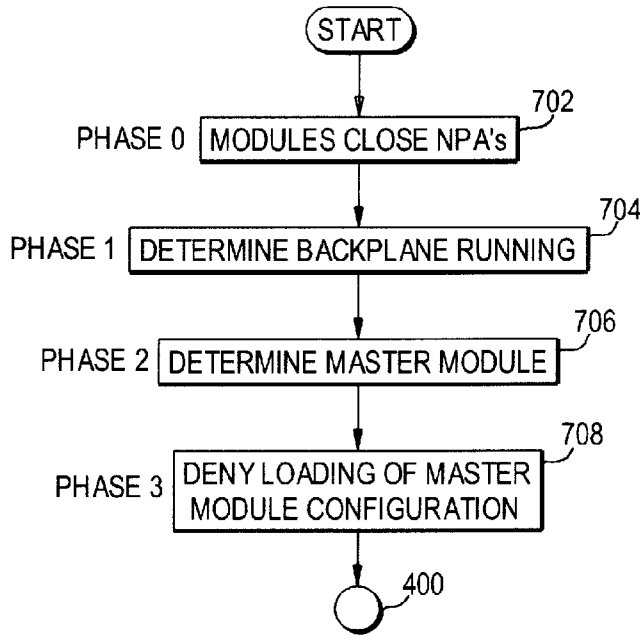 START
702
PHASE 0 MODULES CLOSE NPA's
704
PHASE 1 DETERMINE BACKPLANE RUNNING
706
PHASE 2 DETERMINE MASTER MODULE
708
PHASE 3 DENY LOADING OF MASTER
MODULE CONFIGURATION
400